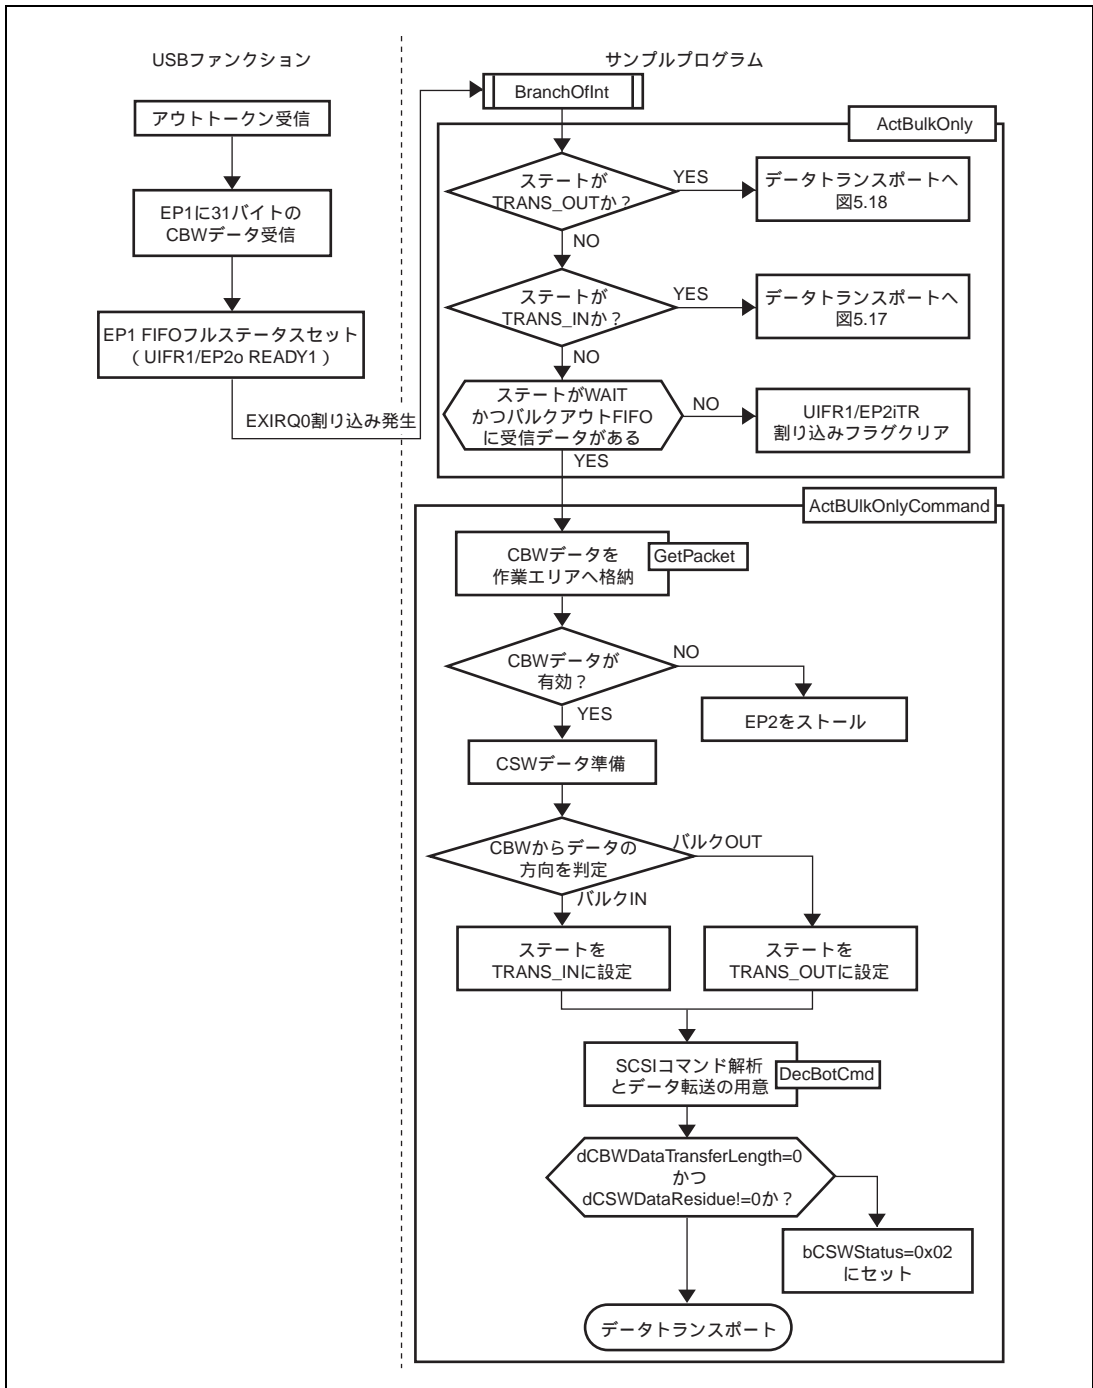 USBファンクション
サンプルプログラム
アウトトークン受信
EP1に31バイトの
CBWデータ受信
EP1 FIFOフルステータスセット
(UIFR1/EP2o READY1)
EXIRQ0割り込み発生
BranchOfInt
ActBulkOnly
ステートが
TRANS_OUTか?
YES
データトランスポートへ
図5.18
NO
ステートが
TRANS_INか?
YES
データトランスポートへ
図5.17
NO
ステートがWAIT
かつバルクアウトFIFO
に受信データがある
NO
UIFR1/EP2iTR
割り込みフラグクリア
YES
ActBUlkOnlyCommand
CBWデータを
作業エリアへ格納
GetPacket
CBWデータが
有効?
NO
EP2をストール
YES
CSWデータ準備
CBWからデータの
方向を判定
バルクOUT
バルクIN
ステートを
TRANS_INに設定
ステートを
TRANS_OUTに設定
SCSIコマンド解析
とデータ転送の用意
DecBotCmd
dCBWDataTransferLength=0
かつ
dCSWDataResidue!=0か?
bCSWStatus=0x02
にセット
データトランスポート